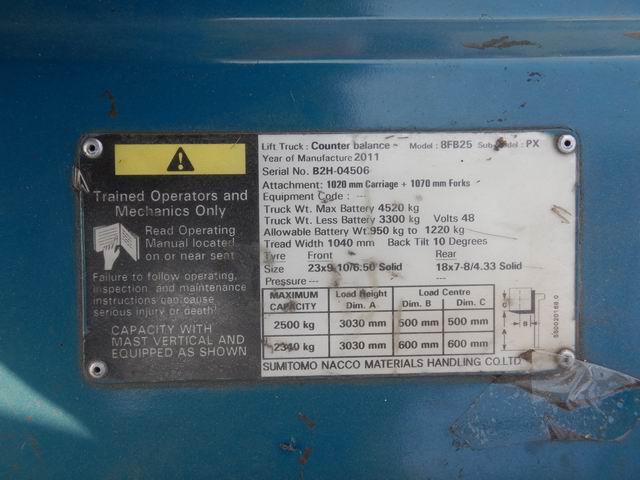 Trained Operators and
Mechanics Only
Read Operating
Manual located
on or near sent
Failure to follow operating,
inspection, and maintenance
instructions can cause
serious injury or death!
CAPACITY WITH
MAST VERTICAL AND
EQUIPPED AS SHOWN
Lift Truck : Counter balance Model : 8FB25 Sub-Model : PX
Year of Manufacture 2011
Serial No. B2H-04506
Attachment: 1020 mm Carriage + 1070 mm Forks
Equipment Code : ---
Truck Wt. Max Battery 4520 kg
Truck Wt. Less Battery 3300 kg Volts 48
Allowable Battery Wt. 950 kg to 1220 kg
Tread Width 1040 mm Back Tilt 10 Degrees
Tyre Front Rear
Size 23x9-10/6.50 Solid 18x7-8/4.33 Solid
Pressure ---
MAXIMUM CAPACITY Load Height Dim. A Load Centre Dim. B Dim. C
2500 kg 3030 mm 500 mm 500 mm
2340 kg 3030 mm 600 mm 600 mm
C
B
A
SUMITOMO NACCO MATERIALS HANDLING CO.LTD